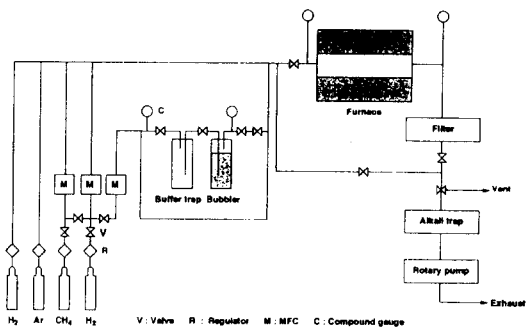 C
Furnace
Filter
M M M
Buffer trap Bubbler
Vent
V
Alkali trap
R
Rotary pump
Exhaust
H2 Ar CH4 H2
V : Valve R : Regulator M : MFC C : Compound gauge